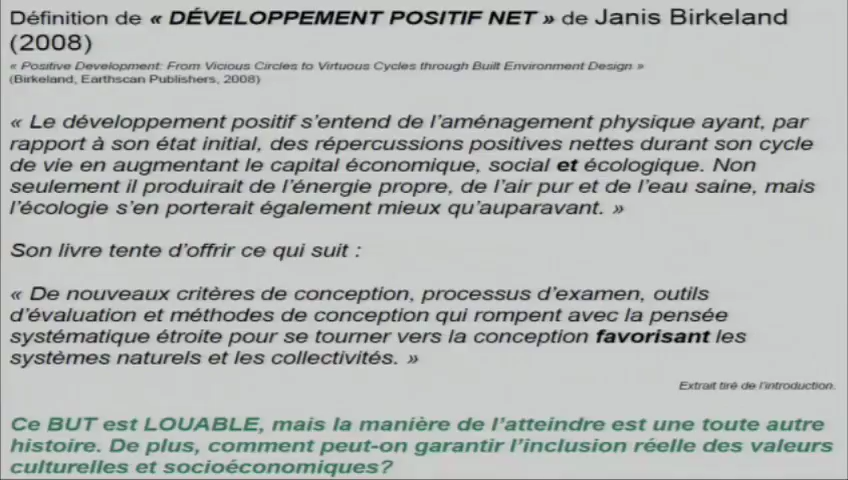 Définition de « DÉVELOPPEMENT POSITIF NET » de Janis Birkeland
(2008)
« Positive Development: From Vicious Circles to Virtuous Cycles through Built Environment Design »
(Birkeland, Earthscan Publishers, 2008)
« Le développement positif s'entend de l'aménagement physique ayant, par
rapport à son état initial, des répercussions positives nettes durant son cycle
de vie en augmentant le capital économique, social et écologique. Non
seulement il produirait de l'énergie propre, de l'air pur et de l'eau saine, mais
l'écologie s'en porterait également mieux qu'auparavant. »
Son livre tente d'offrir ce qui suit :
« De nouveaux critères de conception, processus d'examen, outils
d'évaluation et méthodes de conception qui rompent avec la pensée
systématique étroite pour se tourner vers la conception favorisant les
systèmes naturels et les collectivités. »
Extrait tiré de l'introduction.
Ce BUT est LOUABLE, mais la manière de l'atteindre est une toute autre
histoire. De plus, comment peut-on garantir l'inclusion réelle des valeurs
culturelles et socioéconomiques?